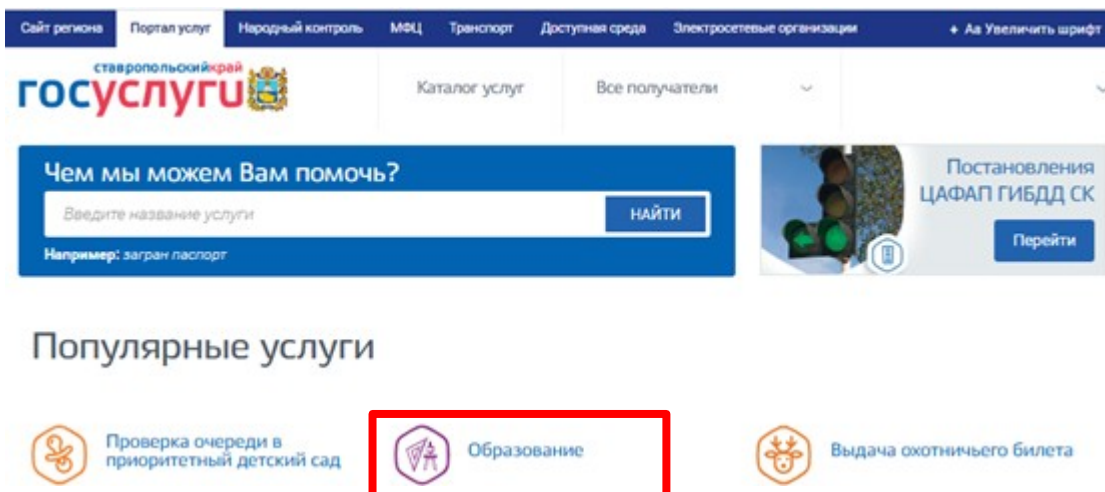 Сайт региона Портал услуг Народный контроль МФЦ Транспорт Доступная среда Электросетевые организации + Aa Увеличить шрифт
ставропольскийкрай
госуслуги
Каталог услуг Все получатели
Чем мы можем Вам помочь?
Введите название услуги НАЙТИ
Например: загран паспорт
Постановления
ЦАФАП ГИБДД СК
Перейти
Популярные услуги
Проверка очереди в
приоритетный детский сад
Образование
Выдача охотничьего билета